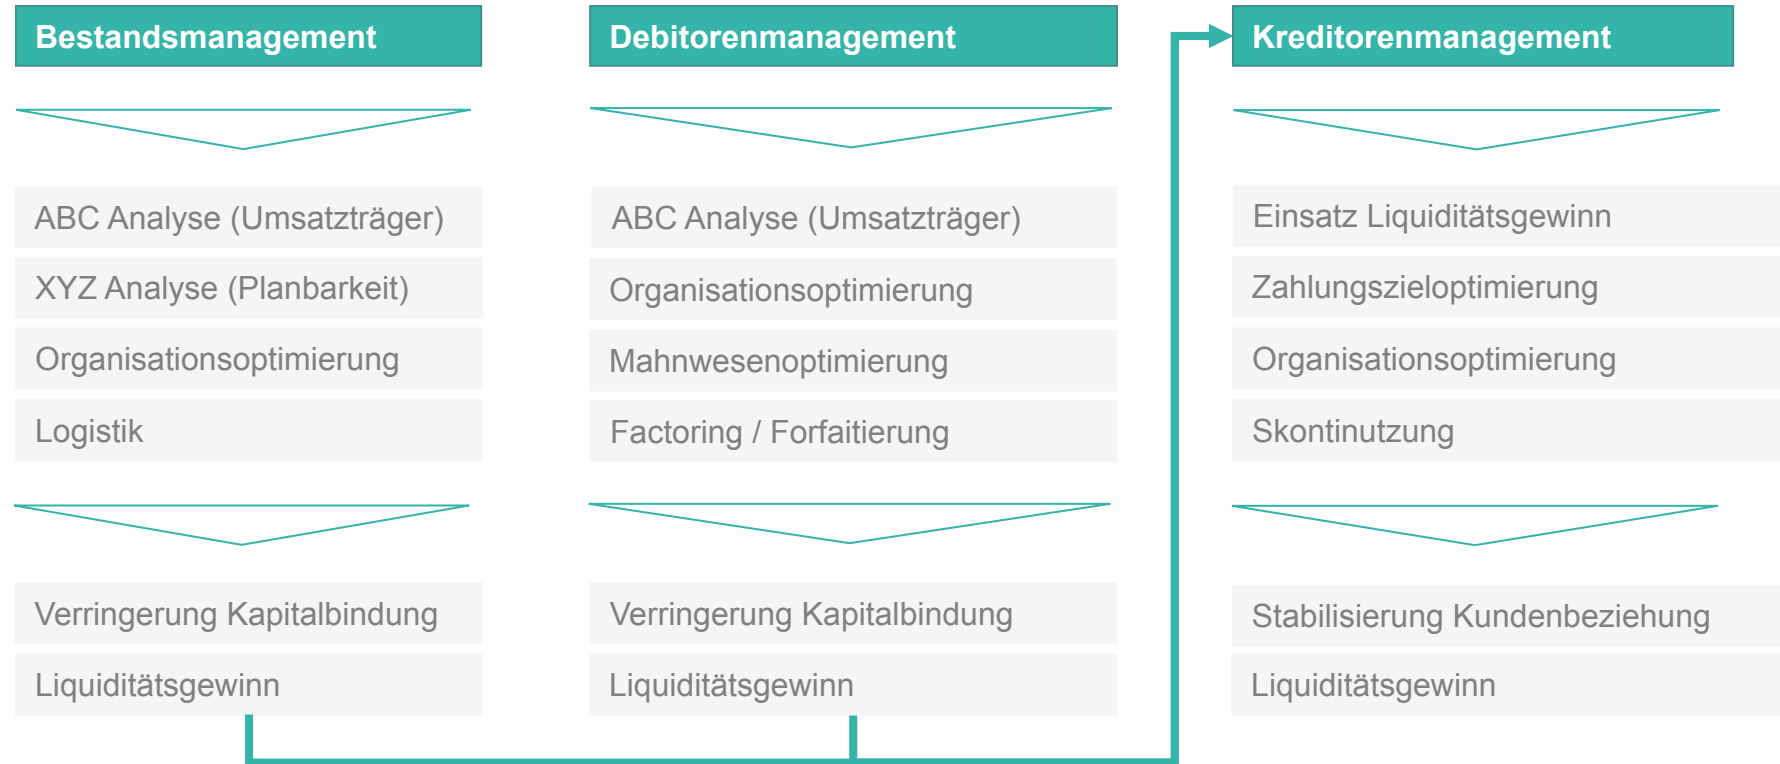 Bestandsmanagement
ABC Analyse (Umsatzträger)
XYZ Analyse (Planbarkeit)
Organisationsoptimierung
Logistik
Verringerung Kapitalbindung
Liquiditätsgewinn
Debitorenmanagement
ABC Analyse (Umsatzträger)
Organisationsoptimierung
Mahnwesenoptimierung
Factoring / Forfaitierung
Verringerung Kapitalbindung
Liquiditätsgewinn
Kreditorenmanagement
Einsatz Liquiditätsgewinn
Zahlungszieloptimierung
Organisationsoptimierung
Skontinutzung
Stabilisierung Kundenbeziehung
Liquiditätsgewinn